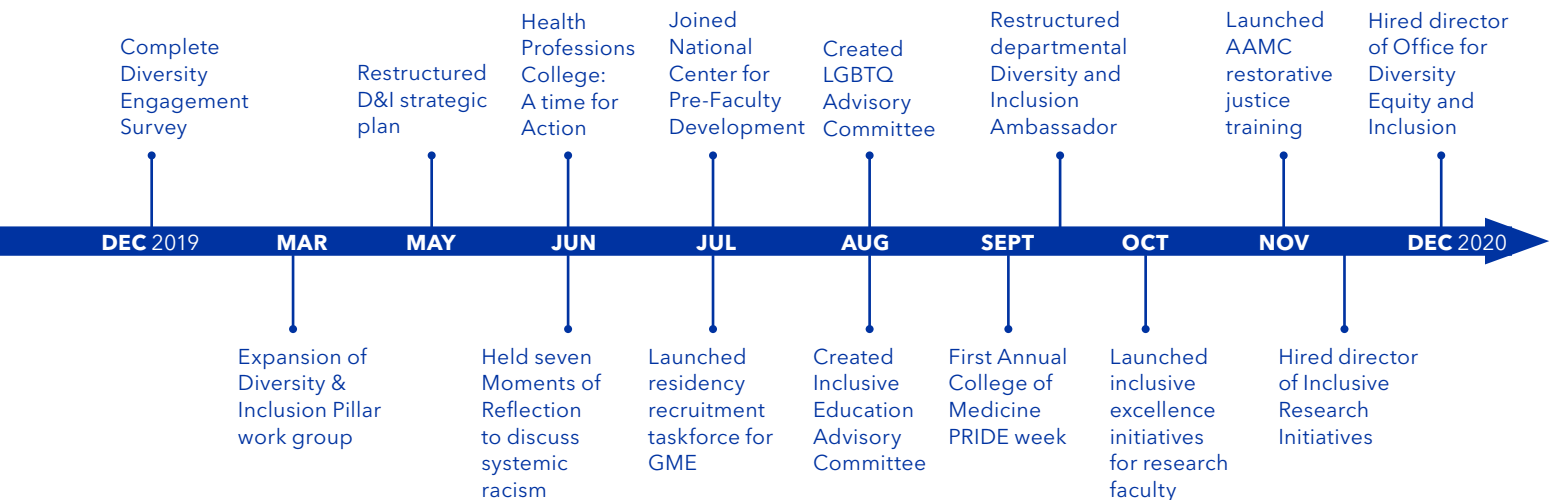 Complete
Diversity
Engagement
Survey
Restructured
D&I strategic
plan
Health
Professions
College:
A time for
Action
Joined
National
Center for
Pre-Faculty
Development
Created
LGBTQ
Advisory
Committee
Restructured
departmental
Diversity and
Inclusion
Ambassador
Launched
AAMC
restorative
justice
training
Hired director
of Office for
Diversity
Equity and
Inclusion
DEC 2019 MAR MAY JUN JUL AUG SEPT OCT NOV DEC 2020
Expansion of
Diversity &
Inclusion Pillar
work group
Held seven
Moments of
Reflection
to discuss
systemic
racism
Launched
residency
recruitment
taskforce for
GME
Created
Inclusive
Education
Advisory
Committee
First Annual
College of
Medicine
PRIDE week
Launched
inclusive
excellence
initiatives
for research
faculty
Hired director
of Inclusive
Research
Initiatives